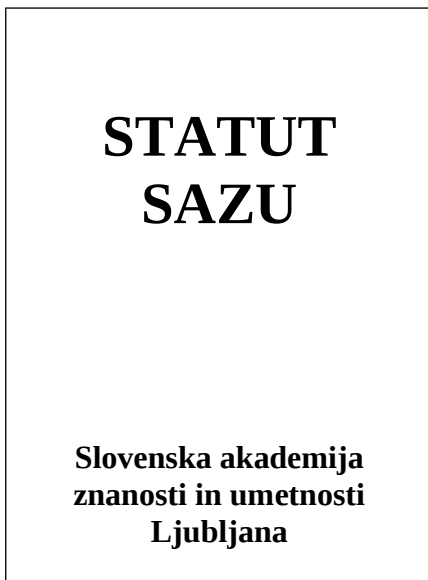 STATUT
SAZU
Slovenska akademija
znanosti in umetnosti
Ljubljana